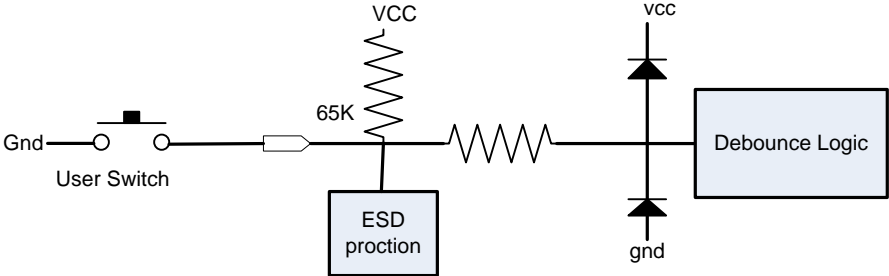 VCC
vcc
65K
Gnd
User Switch
Debounce Logic
ESD
proction
gnd